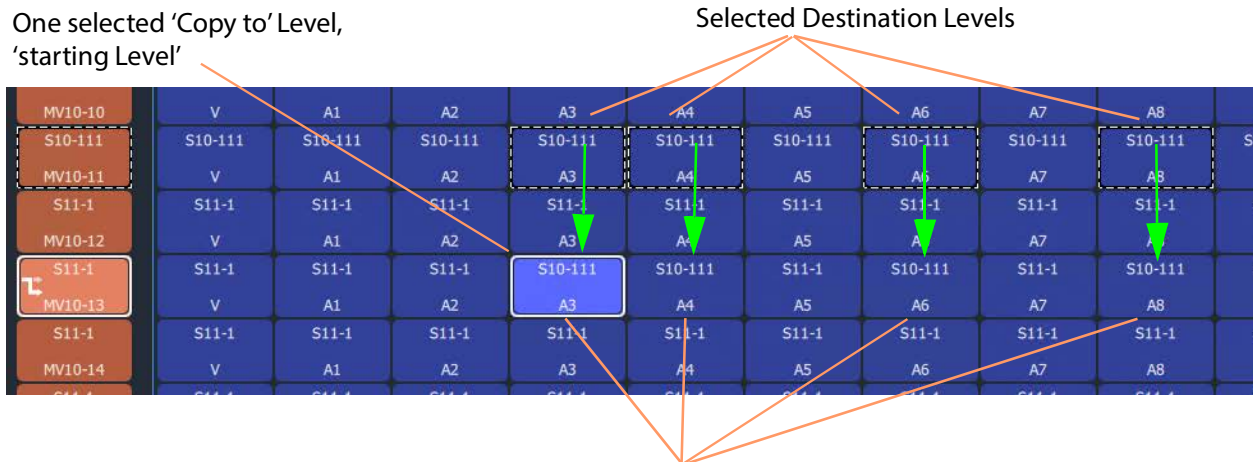 One selected ‘Copy to’ Level,
‘starting Level’
Selected Destination Levels
MV10-10 V A1 A2 A3 A4 A5 A6 A7 A8
S10-111 S10-111 S10-111 S10-111 S10-111 S10-111 S10-111 S10-111 S10-111 S10-111 S
MV10-11 V A1 A2 A3 A4 A5 A6 A7 A8
S11-1 S11-1 S11-1 S11-1 S11-1 S11-1 S11-1 S11-1 S11-1 S11-1
MV10-12 V A1 A2 A3 A4 A5 A7
S11-1 S11-1 S11-1 S11-1 S10-111 S10-111 S11-1 S10-111 S11-1 S10-111
MV10-13 V A1 A2 A3 A4 A5 A6 A7 A8
S11-1 S11-1 S11-1 S11-1 S11-1 S11-1 S11-1 S11-1 S11-1 S11-1
MV10-14 V A1 A2 A3 A4 A5 A6 A7 A8